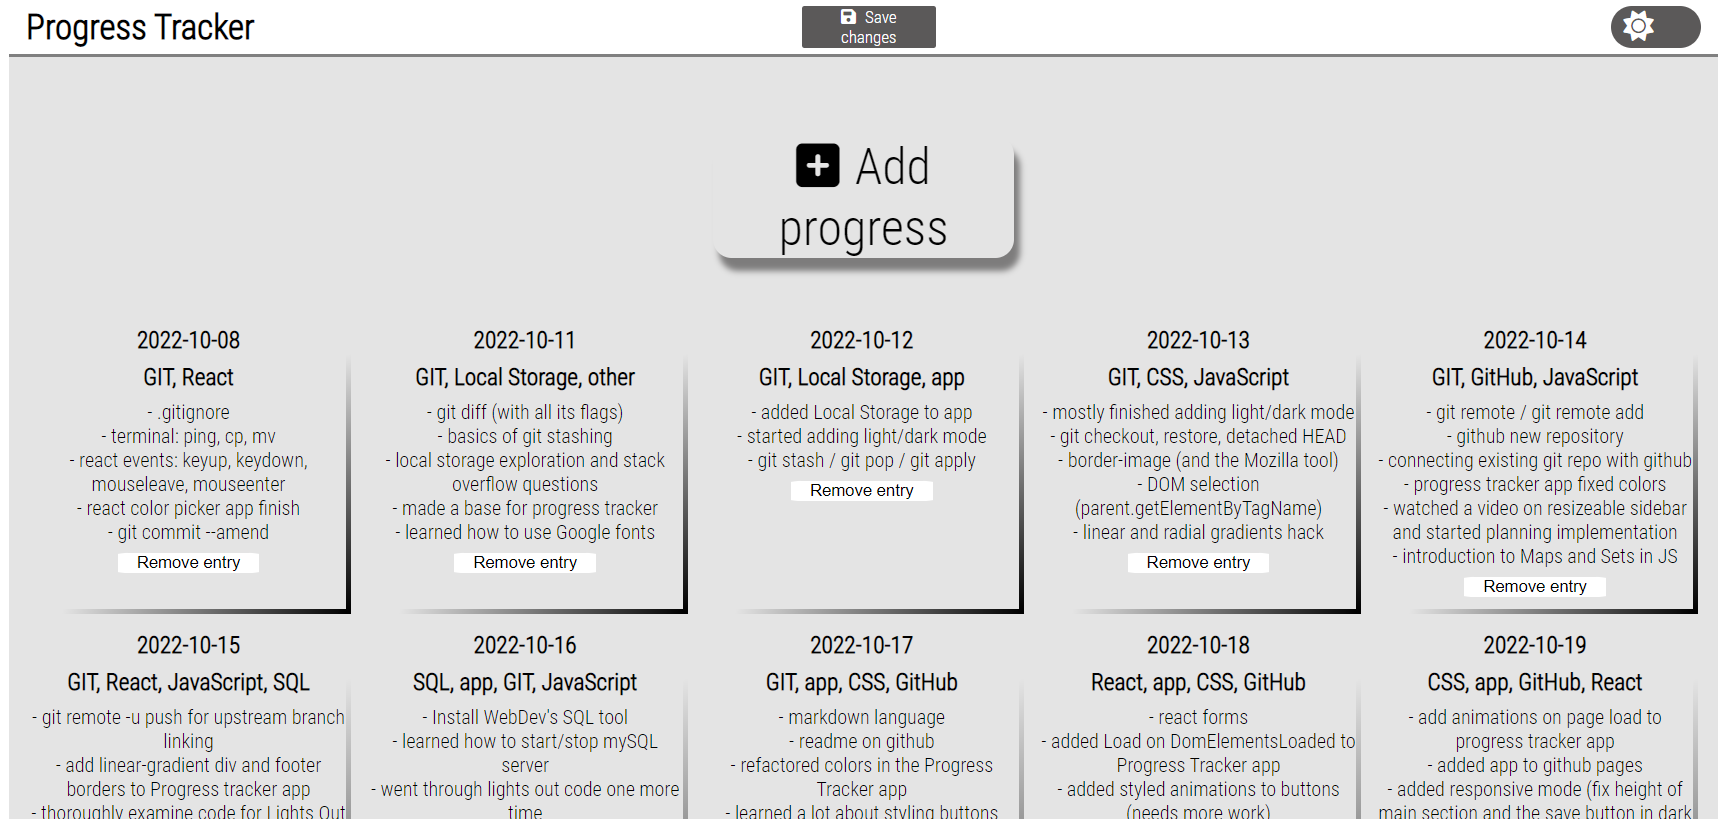 Progress Tracker
Save
changes
Add
progress
2022-10-08
GIT, React
- .gitignore
- terminal: ping, cp, mv
- react events: keyup, keydown,
mouseleave, mouseenter
- react color picker app finish
- git commit --amend
Remove entry
2022-10-11
GIT, Local Storage, other
- git diff (with all its flags)
- basics of git stashing
- local storage exploration and stack
overflow questions
- made a base for progress tracker
- learned how to use Google fonts
Remove entry
2022-10-12
GIT, Local Storage, app
- added Local Storage to app
- started adding light/dark mode
- git stash / git pop / git apply
Remove entry
2022-10-13
GIT, CSS, JavaScript
- mostly finished adding light/dark mode
- git checkout, restore, detached HEAD
- border-image (and the Mozilla tool)
- DOM selection
(parent.getElementByTagName)
- linear and radial gradients hack
Remove entry
2022-10-14
GIT, GitHub, JavaScript
- git remote / git remote add
- github new repository
- connecting existing git repo with github
- progress tracker app fixed colors
- watched a video on resizeable sidebar
and started planning implementation
- introduction to Maps and Sets in JS
Remove entry
2022-10-15
GIT, React, JavaScript, SQL
- git remote -u push for upstream branch
linking
- add linear-gradient div and footer
borders to Progress tracker app
- thoroughly examine code for Lights Out
2022-10-16
SQL, app, GIT, JavaScript
- Install WebDev's SQL tool
- learned how to start/stop mySQL
server
- went through lights out code one more
time
2022-10-17
GIT, app, CSS, GitHub
- markdown language
- readme on github
- refactored colors in the Progress
Tracker app
- learned a lot about styling buttons
2022-10-18
React, app, CSS, GitHub
- react forms
- added Load on DomElementsLoaded to
Progress Tracker app
- added styled animations to buttons
(needs more work)
2022-10-19
CSS, app, GitHub, React
- add animations on page load to
progress tracker app
- added app to github pages
- added responsive mode (fix height of
main section and the save button in dark